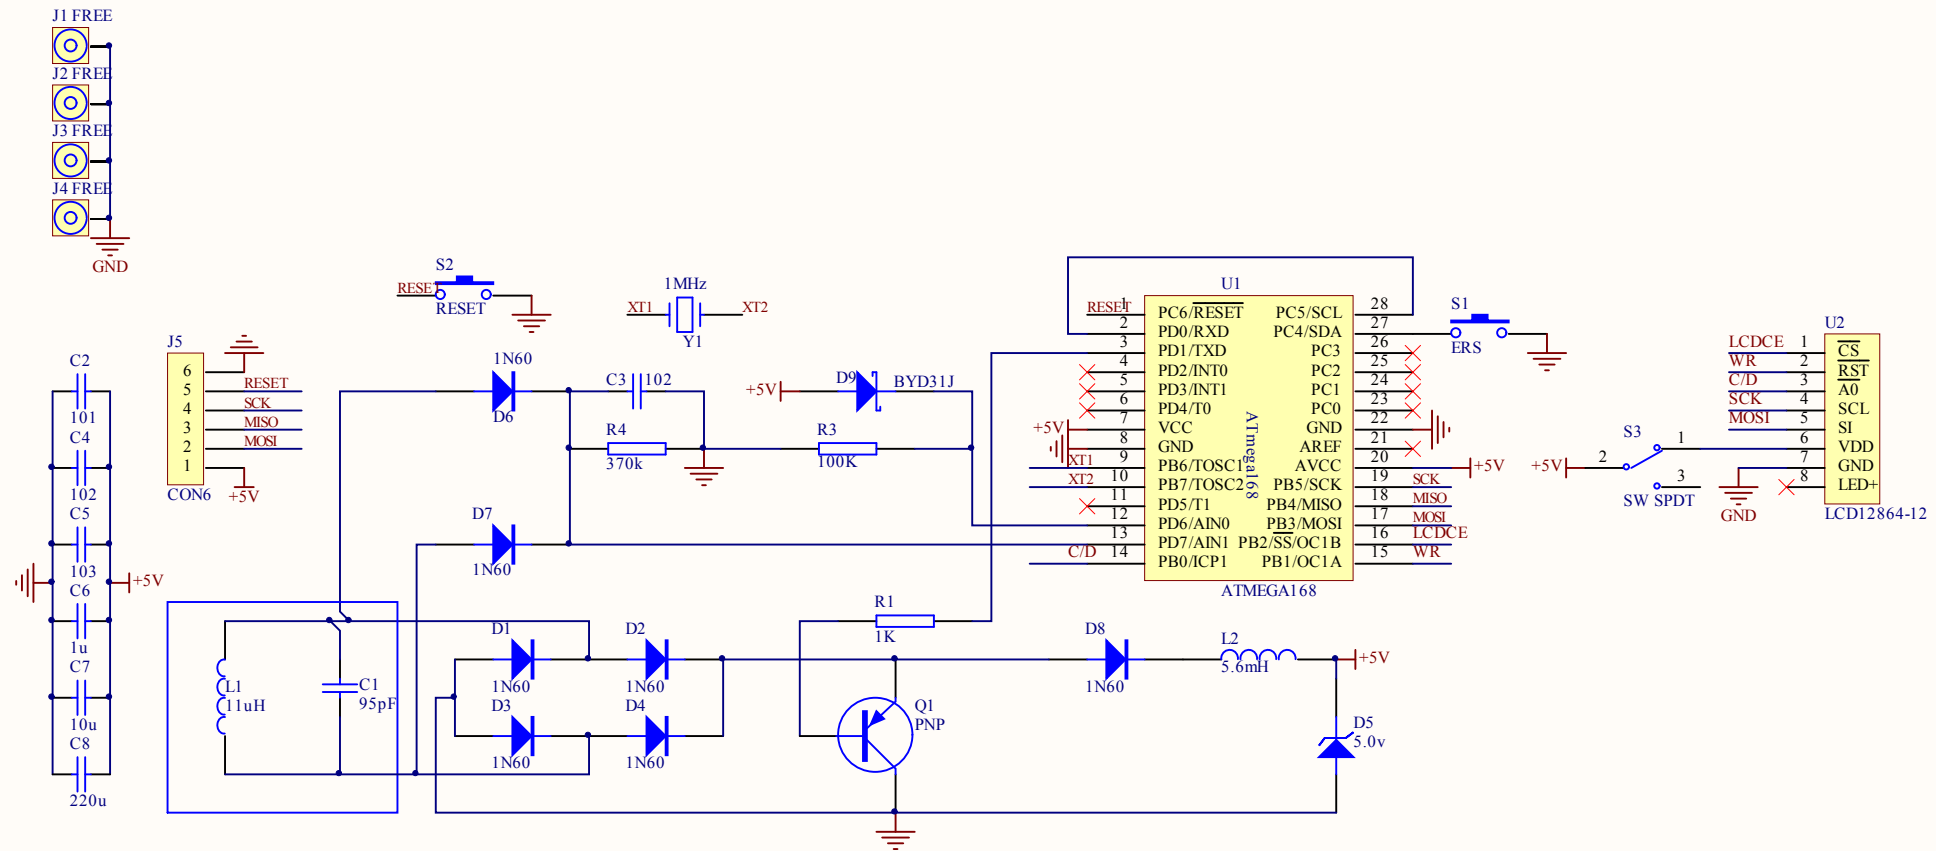 J1 FREE
J2 FREE
J3 FREE
J4 FREE
GND
S2
RESET
RESET
1MHz
XT1
XT2
Y1
J5
6
5 RESET
4 SCK
3 MISO
2 MOSI
1
CON6
+5V
C2
101
C4
102
C5
103
+5V
C6
1u
C7
10u
C8
220u
1N60
D6
C3 102
R4
370k
+5V
D9
BYD31J
R3
100K
D7
1N60
L1
11uH
C1
95pF
D1
1N60
D2
1N60
D3
1N60
D4
1N60
R1
1K
Q1
PNP
D8
1N60
L2
5.6mH
+5V
D5
5.0v
U1
RESET 1 PC6/RESET PC5/SCL 28
2 PD0/RXD PC4/SDA 27
3 PD1/TXD PC3 26
4 PD2/INT0 PC2 25
5 PD3/INT1 PC1 24
6 PD4/T0 PC0 23
+5V 7 VCC GND 22
8 GND AREF 21
XT1 9 PB6/TOSC1 AVCC 20 +5V
XT2 10 PB7/TOSC2 PB5/SCK 19 SCK
11 PD5/T1 PB4/MISO 18 MISO
12 PD6/AIN0 PB3/MOSI 17 MOSI
13 PD7/AIN1 PB2/SS/OC1B 16 LCDCE
C/D 14 PB0/ICP1 PB1/OC1A 15 WR
ATmega168
ATMEGA168
S1
ERS
S3
+5V 2
1
3
SW SPDT
U2
LCDCE 1 CS
WR 2 RST
C/D 3 A0
SCK 4 SCL
MOSI 5 SI
6 VDD
7 GND
8 LED+
GND
LCD12864-12